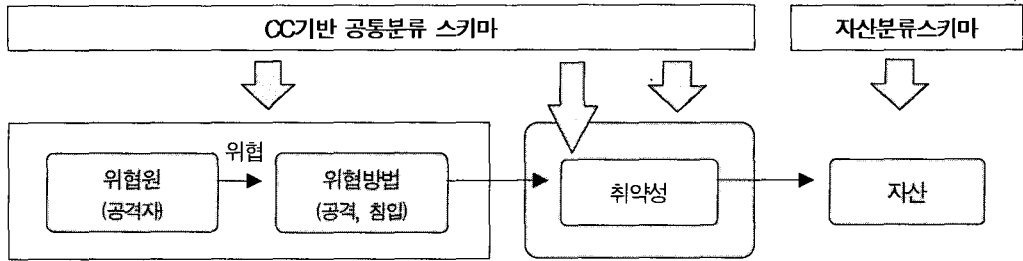 CC기반 공통분류 스키마
자산분류스키마
위협
위협원
(공격자)
위협방법
(공격, 침입)
취약성
자산